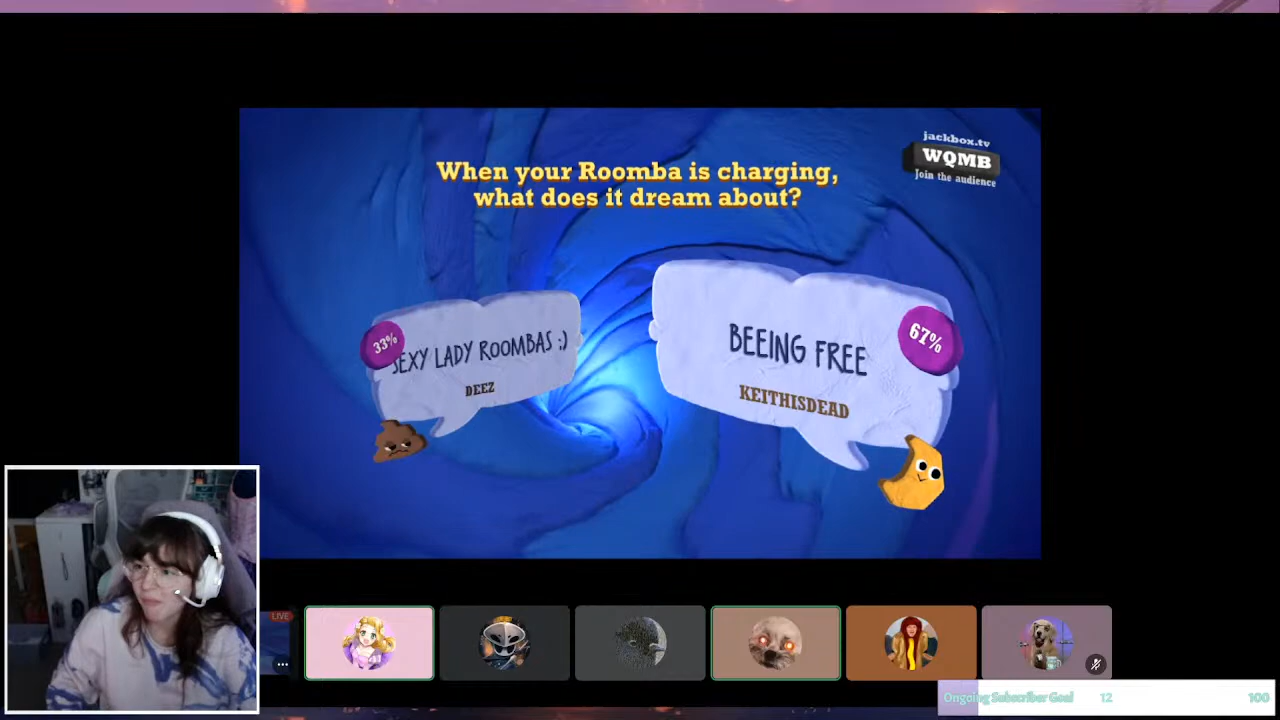 jackbox.tv
WQMB
Join the audience
When your Roomba is charging,
what does it dream about?
33%
SEXY LADY ROOMBAS :)
DEEZ
67%
BEEING FREE
KEITHISDEAD
LIVE
Ongoing Subscriber Goal 12 100